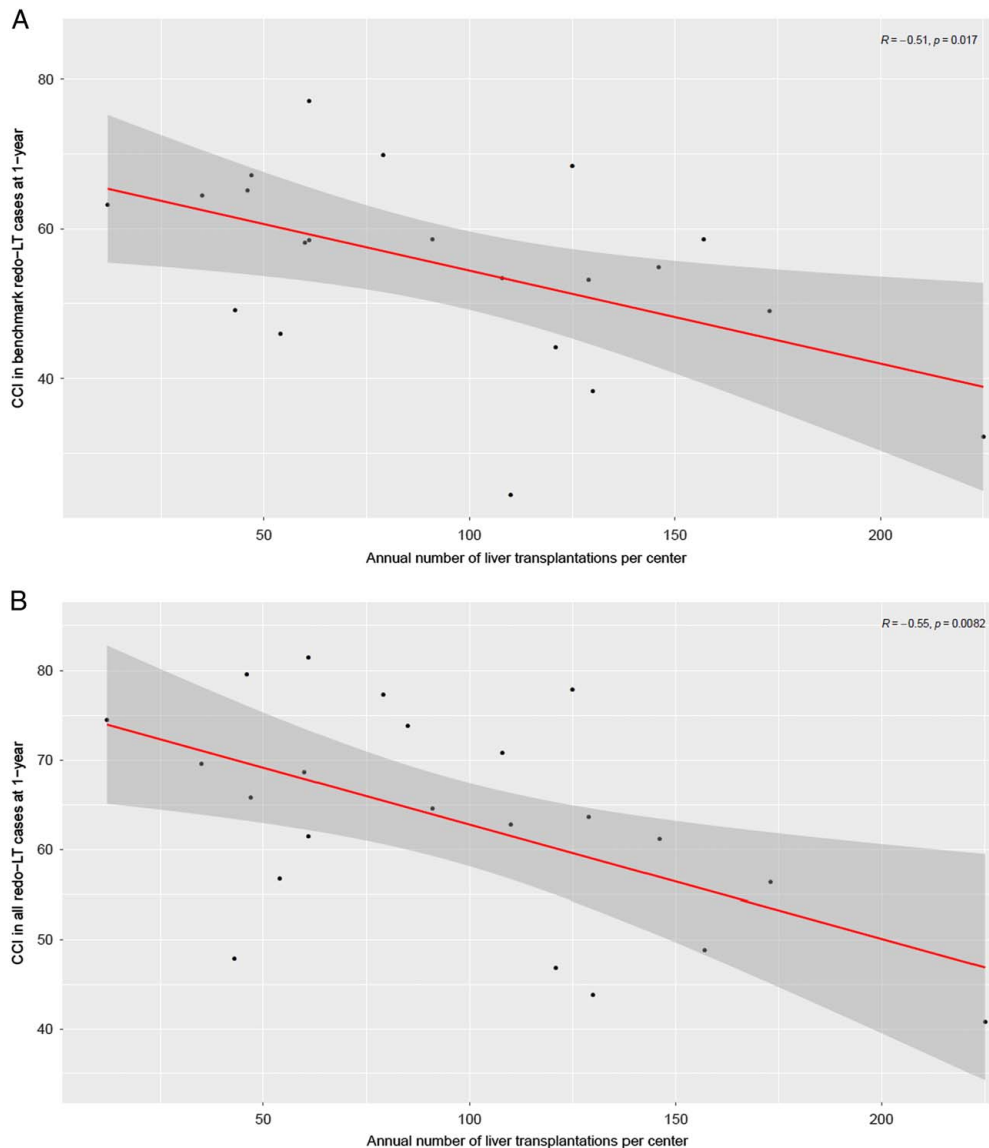 A
R = −0.51, p = 0.017
80
60
40
CCI in benchmark redo-LT cases at 1-year
50 100 150 200
Annual number of liver transplantations per center
B
R = −0.55, p = 0.0082
80
70
60
50
40
CCI in all redo-LT cases at 1-year
50 100 150 200
Annual number of liver transplantations per center